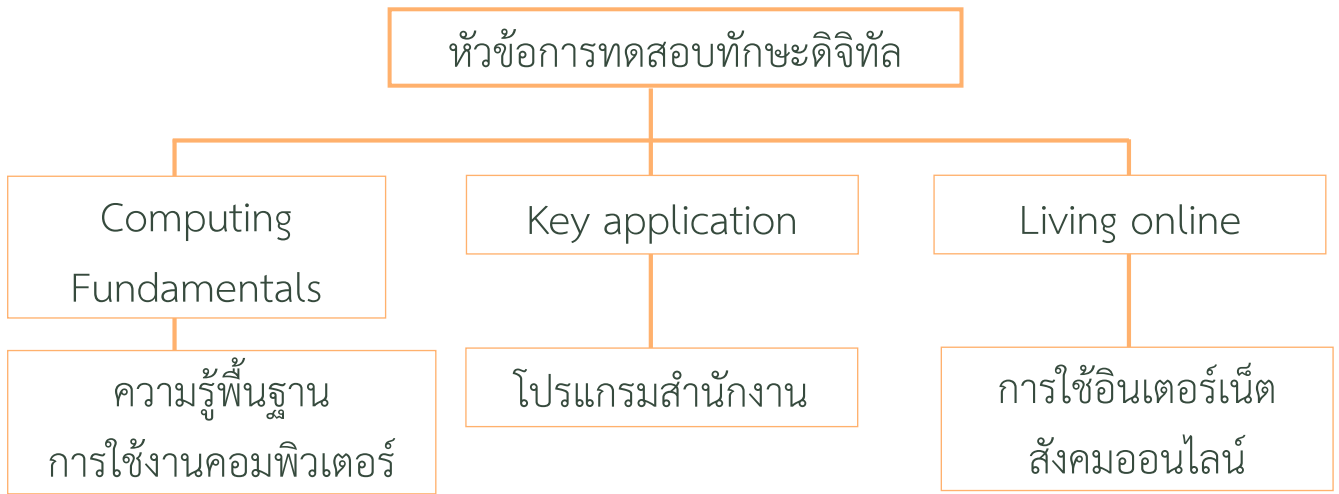 หัวข้อการทดสอบทักษะดิจิทัล
Computing
Fundamentals
Key application
Living online
ความรู้พื้นฐาน
การใช้งานคอมพิวเตอร์
โปรแกรมสำนักงาน
การใช้อินเตอร์เน็ต
สังคมออนไลน์